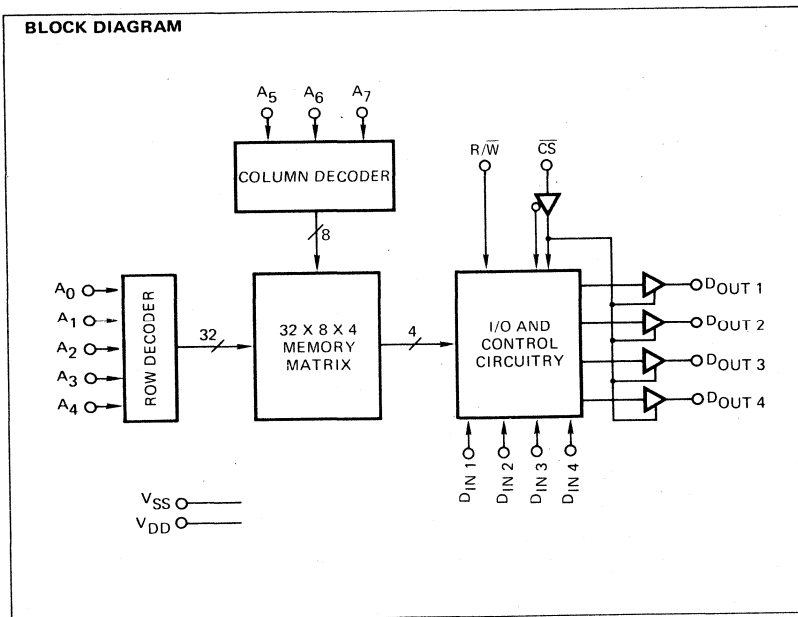 BLOCK DIAGRAM
A5 A6 A7
R/W̅ C̅S̅
COLUMN DECODER
8
A0
A1
A2
A3
A4
ROW DECODER
32
32 X 8 X 4
MEMORY
MATRIX
4
I/O AND
CONTROL
CIRCUITRY
DOUT 1
DOUT 2
DOUT 3
DOUT 4
DIN 1
DIN 2
DIN 3
DIN 4
VSS
VDD